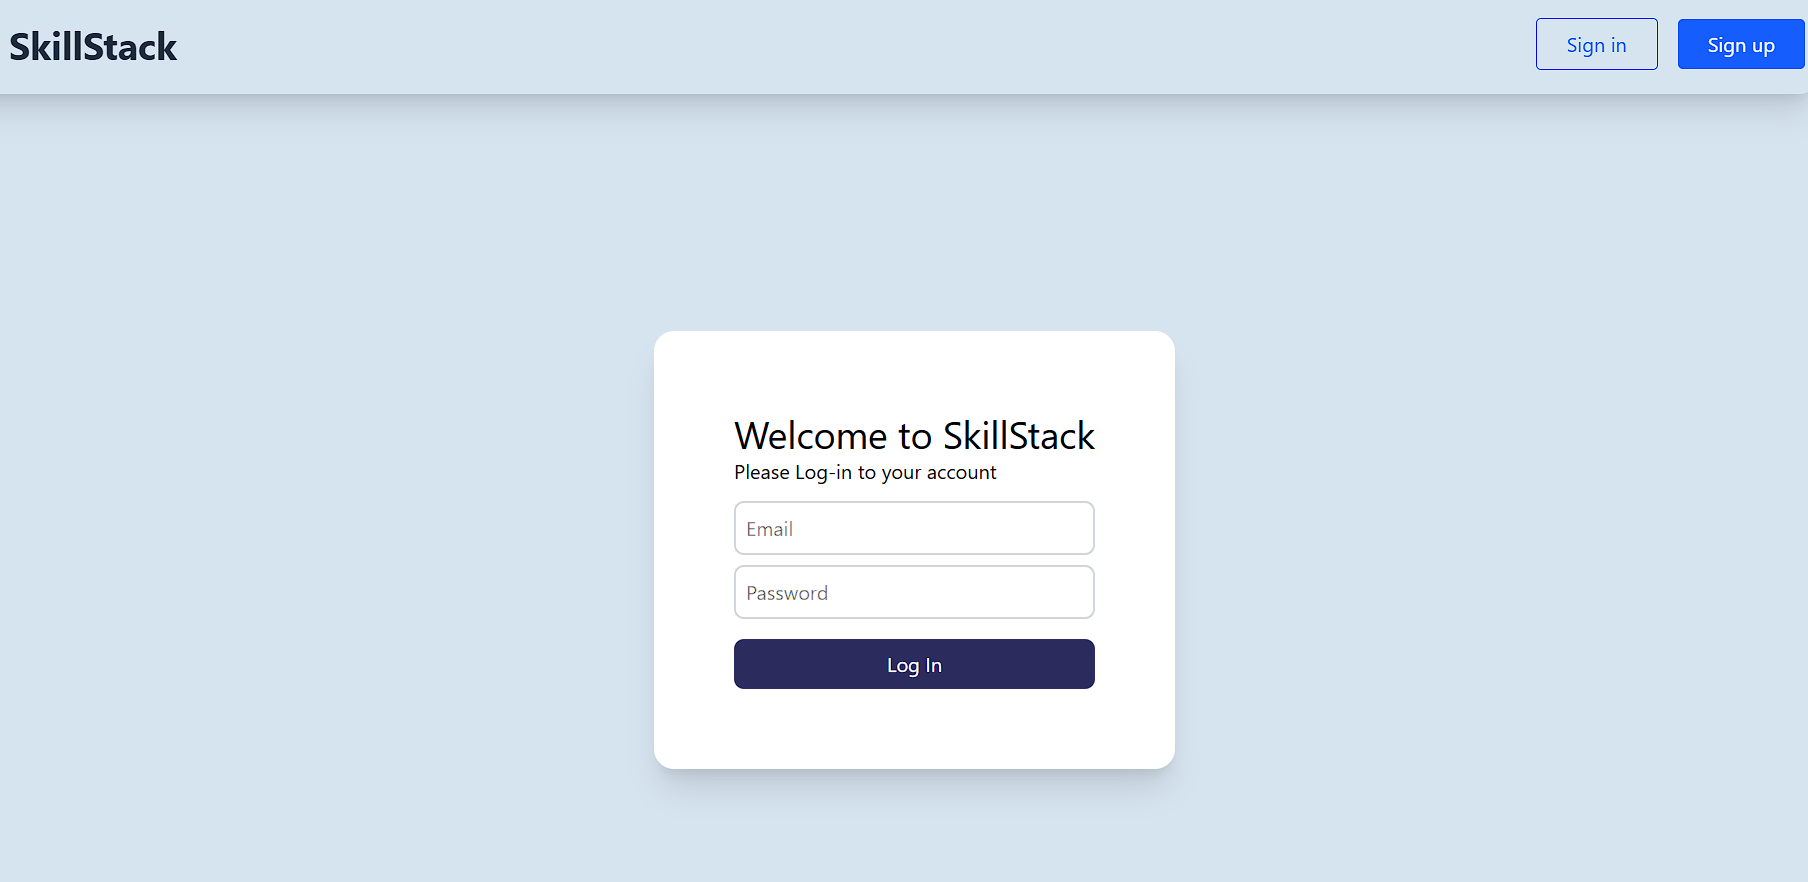 SkillStack
Sign in
Sign up
Welcome to SkillStack
Please Log-in to your account
Email
Password
Log In